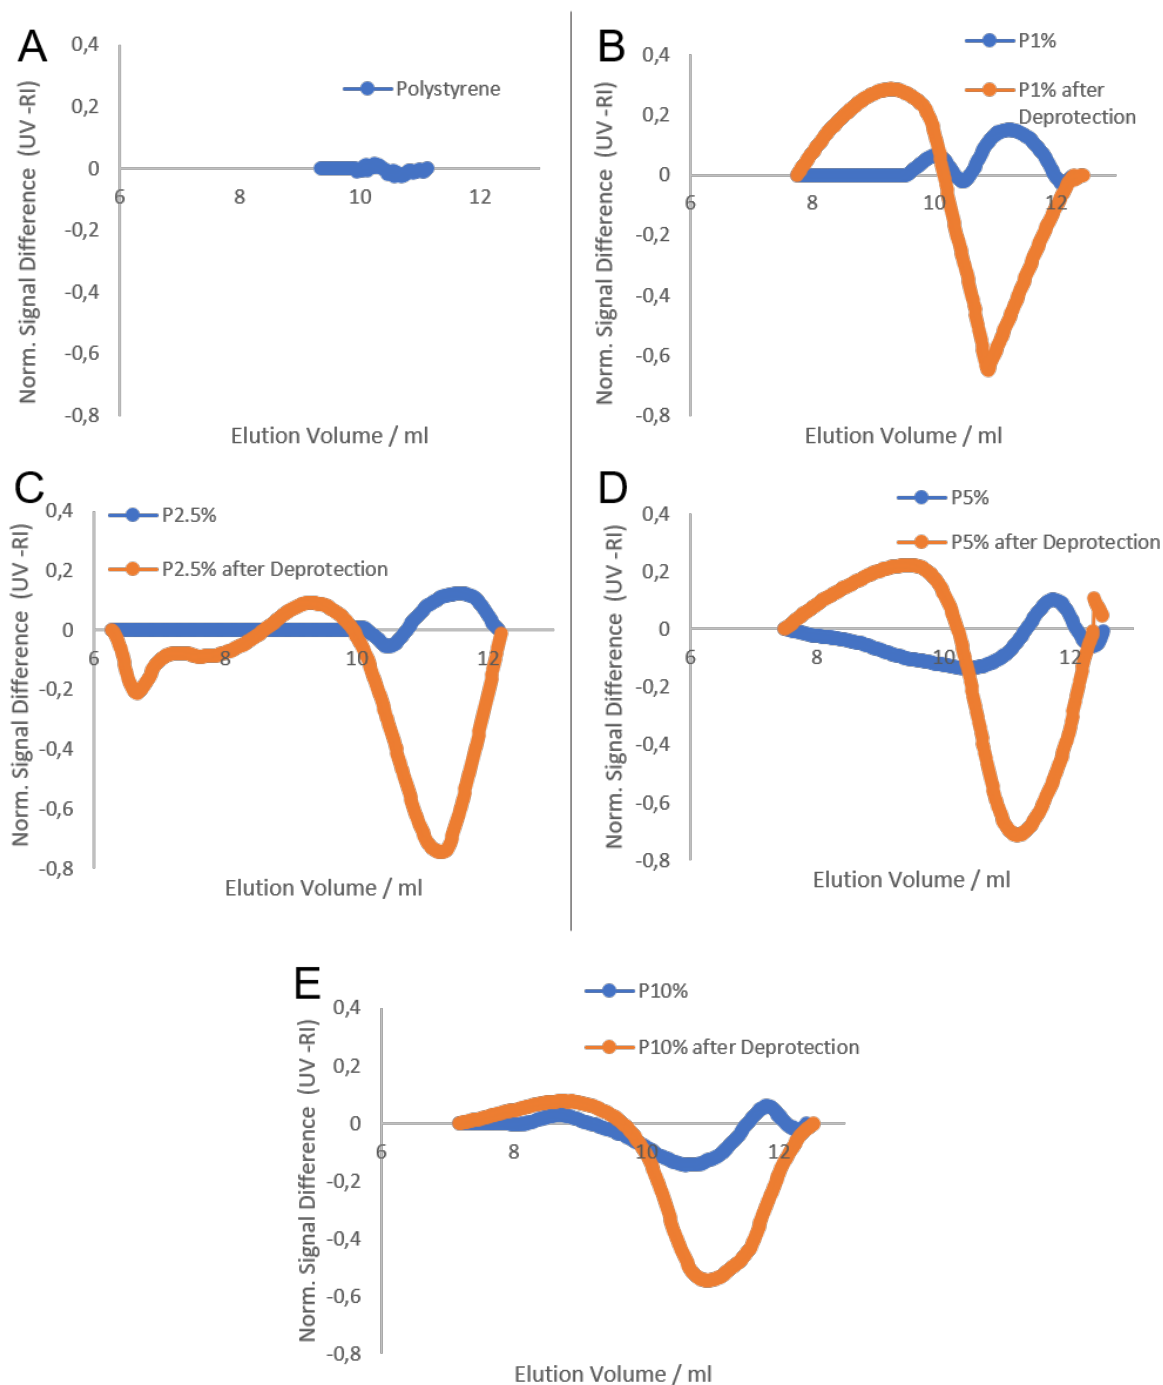 A
0,4
0,2
0
-0,2
-0,4
-0,6
-0,8
6
8
10
12
Norm. Signal Difference (UV -RI)
Elution Volume / ml
Polystyrene
B
0,4
0,2
0
-0,2
-0,4
-0,6
-0,8
6
8
10
12
Norm. Signal Difference (UV -RI)
Elution Volume / ml
P1%
P1% after
Deprotection
C
0,4
0,2
0
-0,2
-0,4
-0,6
-0,8
6
8
10
12
Norm. Signal Difference (UV -RI)
Elution Volume / ml
P2.5%
P2.5% after Deprotection
D
0,4
0,2
0
-0,2
-0,4
-0,6
-0,8
6
8
10
12
Norm. Signal Difference (UV -RI)
Elution Volume / ml
P5%
P5% after Deprotection
E
0,4
0,2
0
-0,2
-0,4
-0,6
-0,8
6
8
10
12
Norm. Signal Difference (UV -RI)
Elution Volume / ml
P10%
P10% after Deprotection